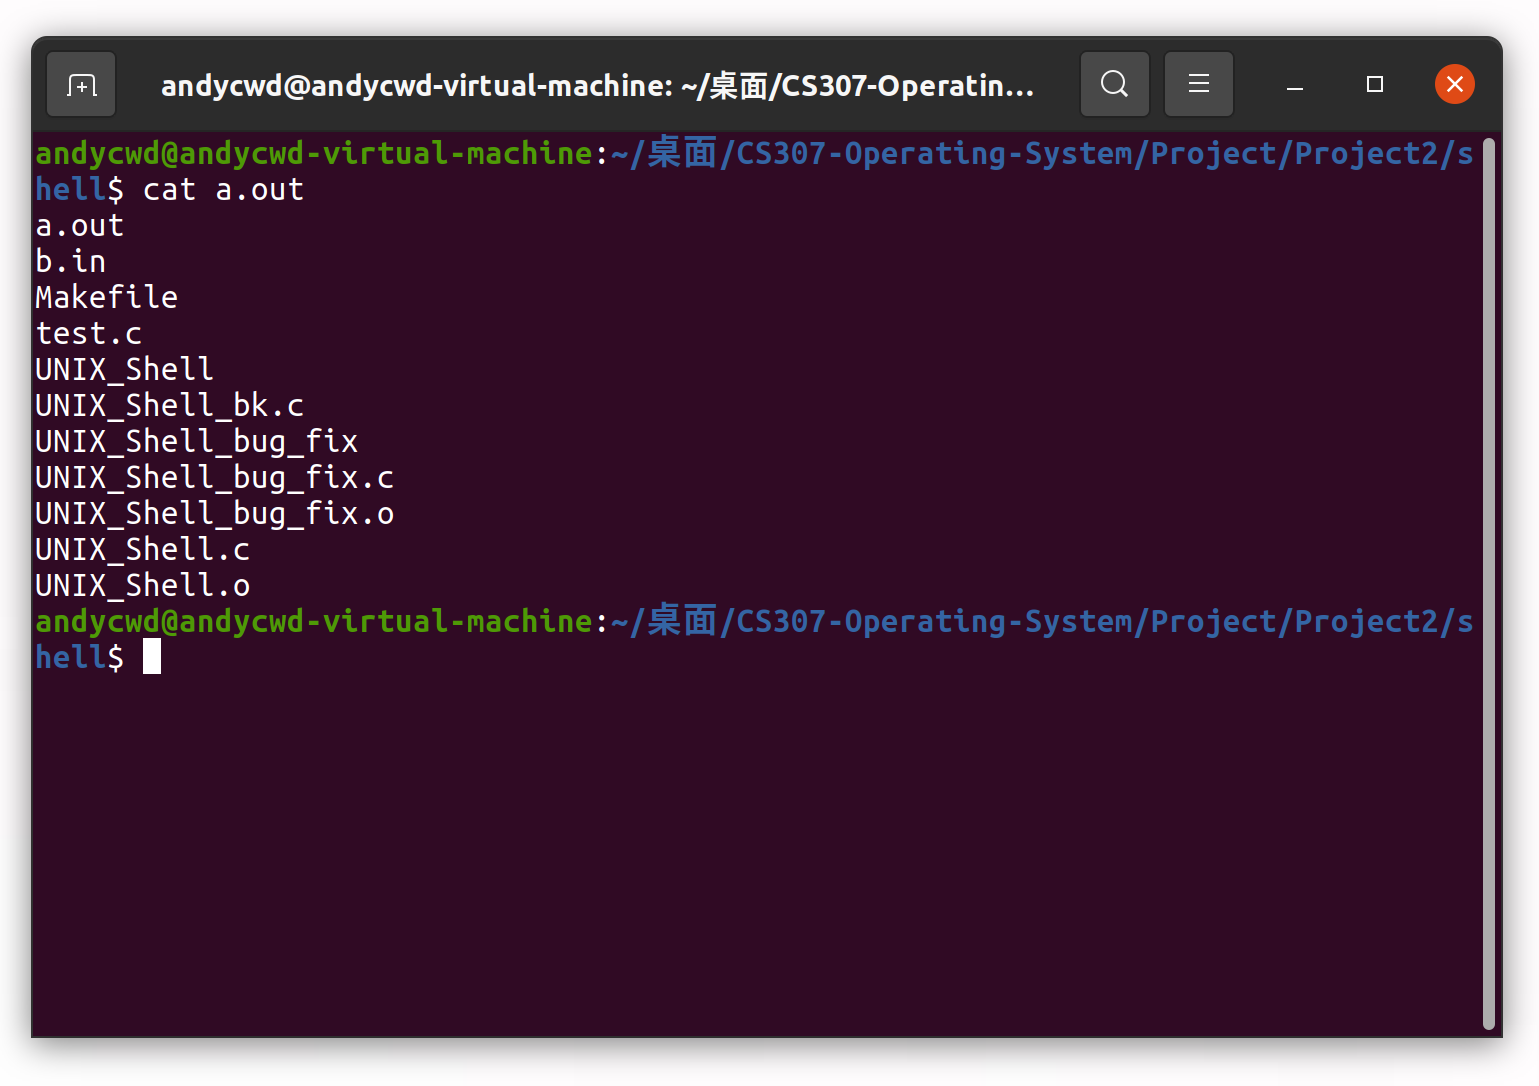 andycwd@andycwd-virtual-machine: ~/桌面/CS307-Operatin...
andycwd@andycwd-virtual-machine:~/桌面/CS307-Operating-System/Project/Project2/s
hell$ cat a.out
a.out
b.in
Makefile
test.c
UNIX_Shell
UNIX_Shell_bk.c
UNIX_Shell_bug_fix
UNIX_Shell_bug_fix.c
UNIX_Shell_bug_fix.o
UNIX_Shell.c
UNIX_Shell.o
andycwd@andycwd-virtual-machine:~/桌面/CS307-Operating-System/Project/Project2/s
hell$